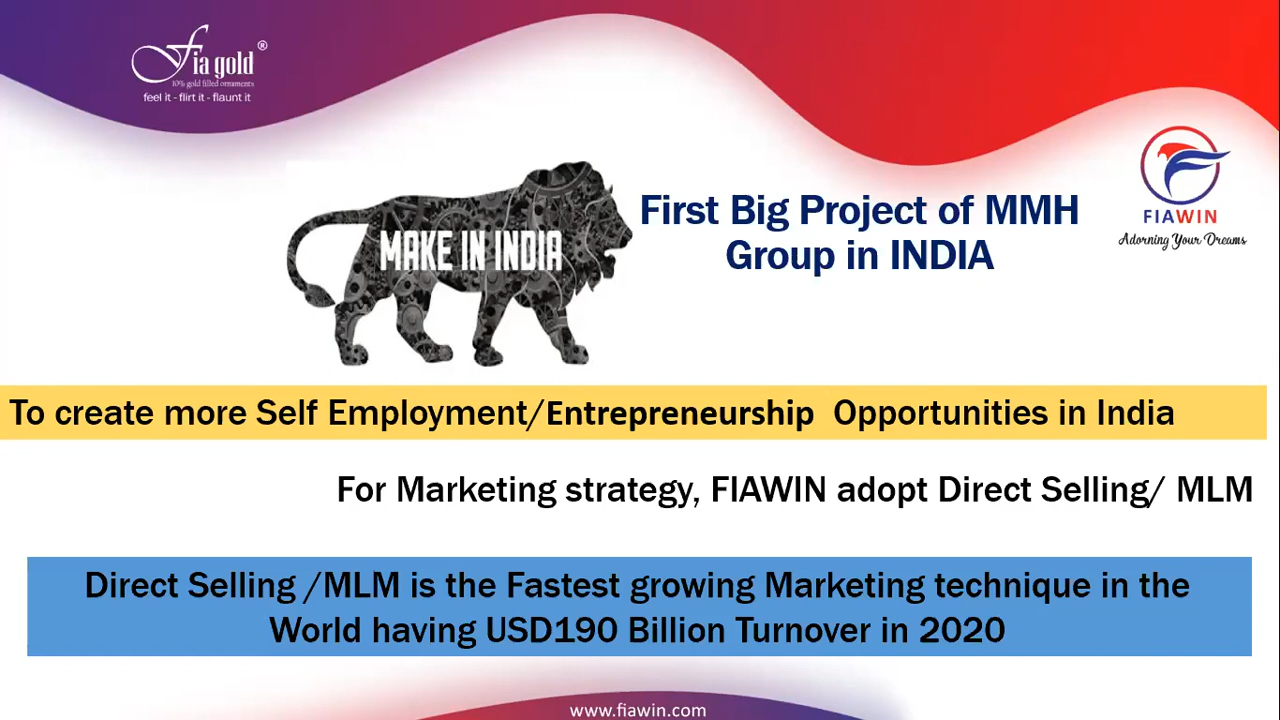 Fia gold ®
10% gold filled ornaments
feel it - flirt it - flaunt it
MAKE IN INDIA
First Big Project of MMH
Group in INDIA
FIAWIN
Adorning Your Dreams
To create more Self Employment/Entrepreneurship Opportunities in India
For Marketing strategy, FIAWIN adopt Direct Selling/ MLM
Direct Selling /MLM is the Fastest growing Marketing technique in the
World having USD190 Billion Turnover in 2020
www.fiawin.com